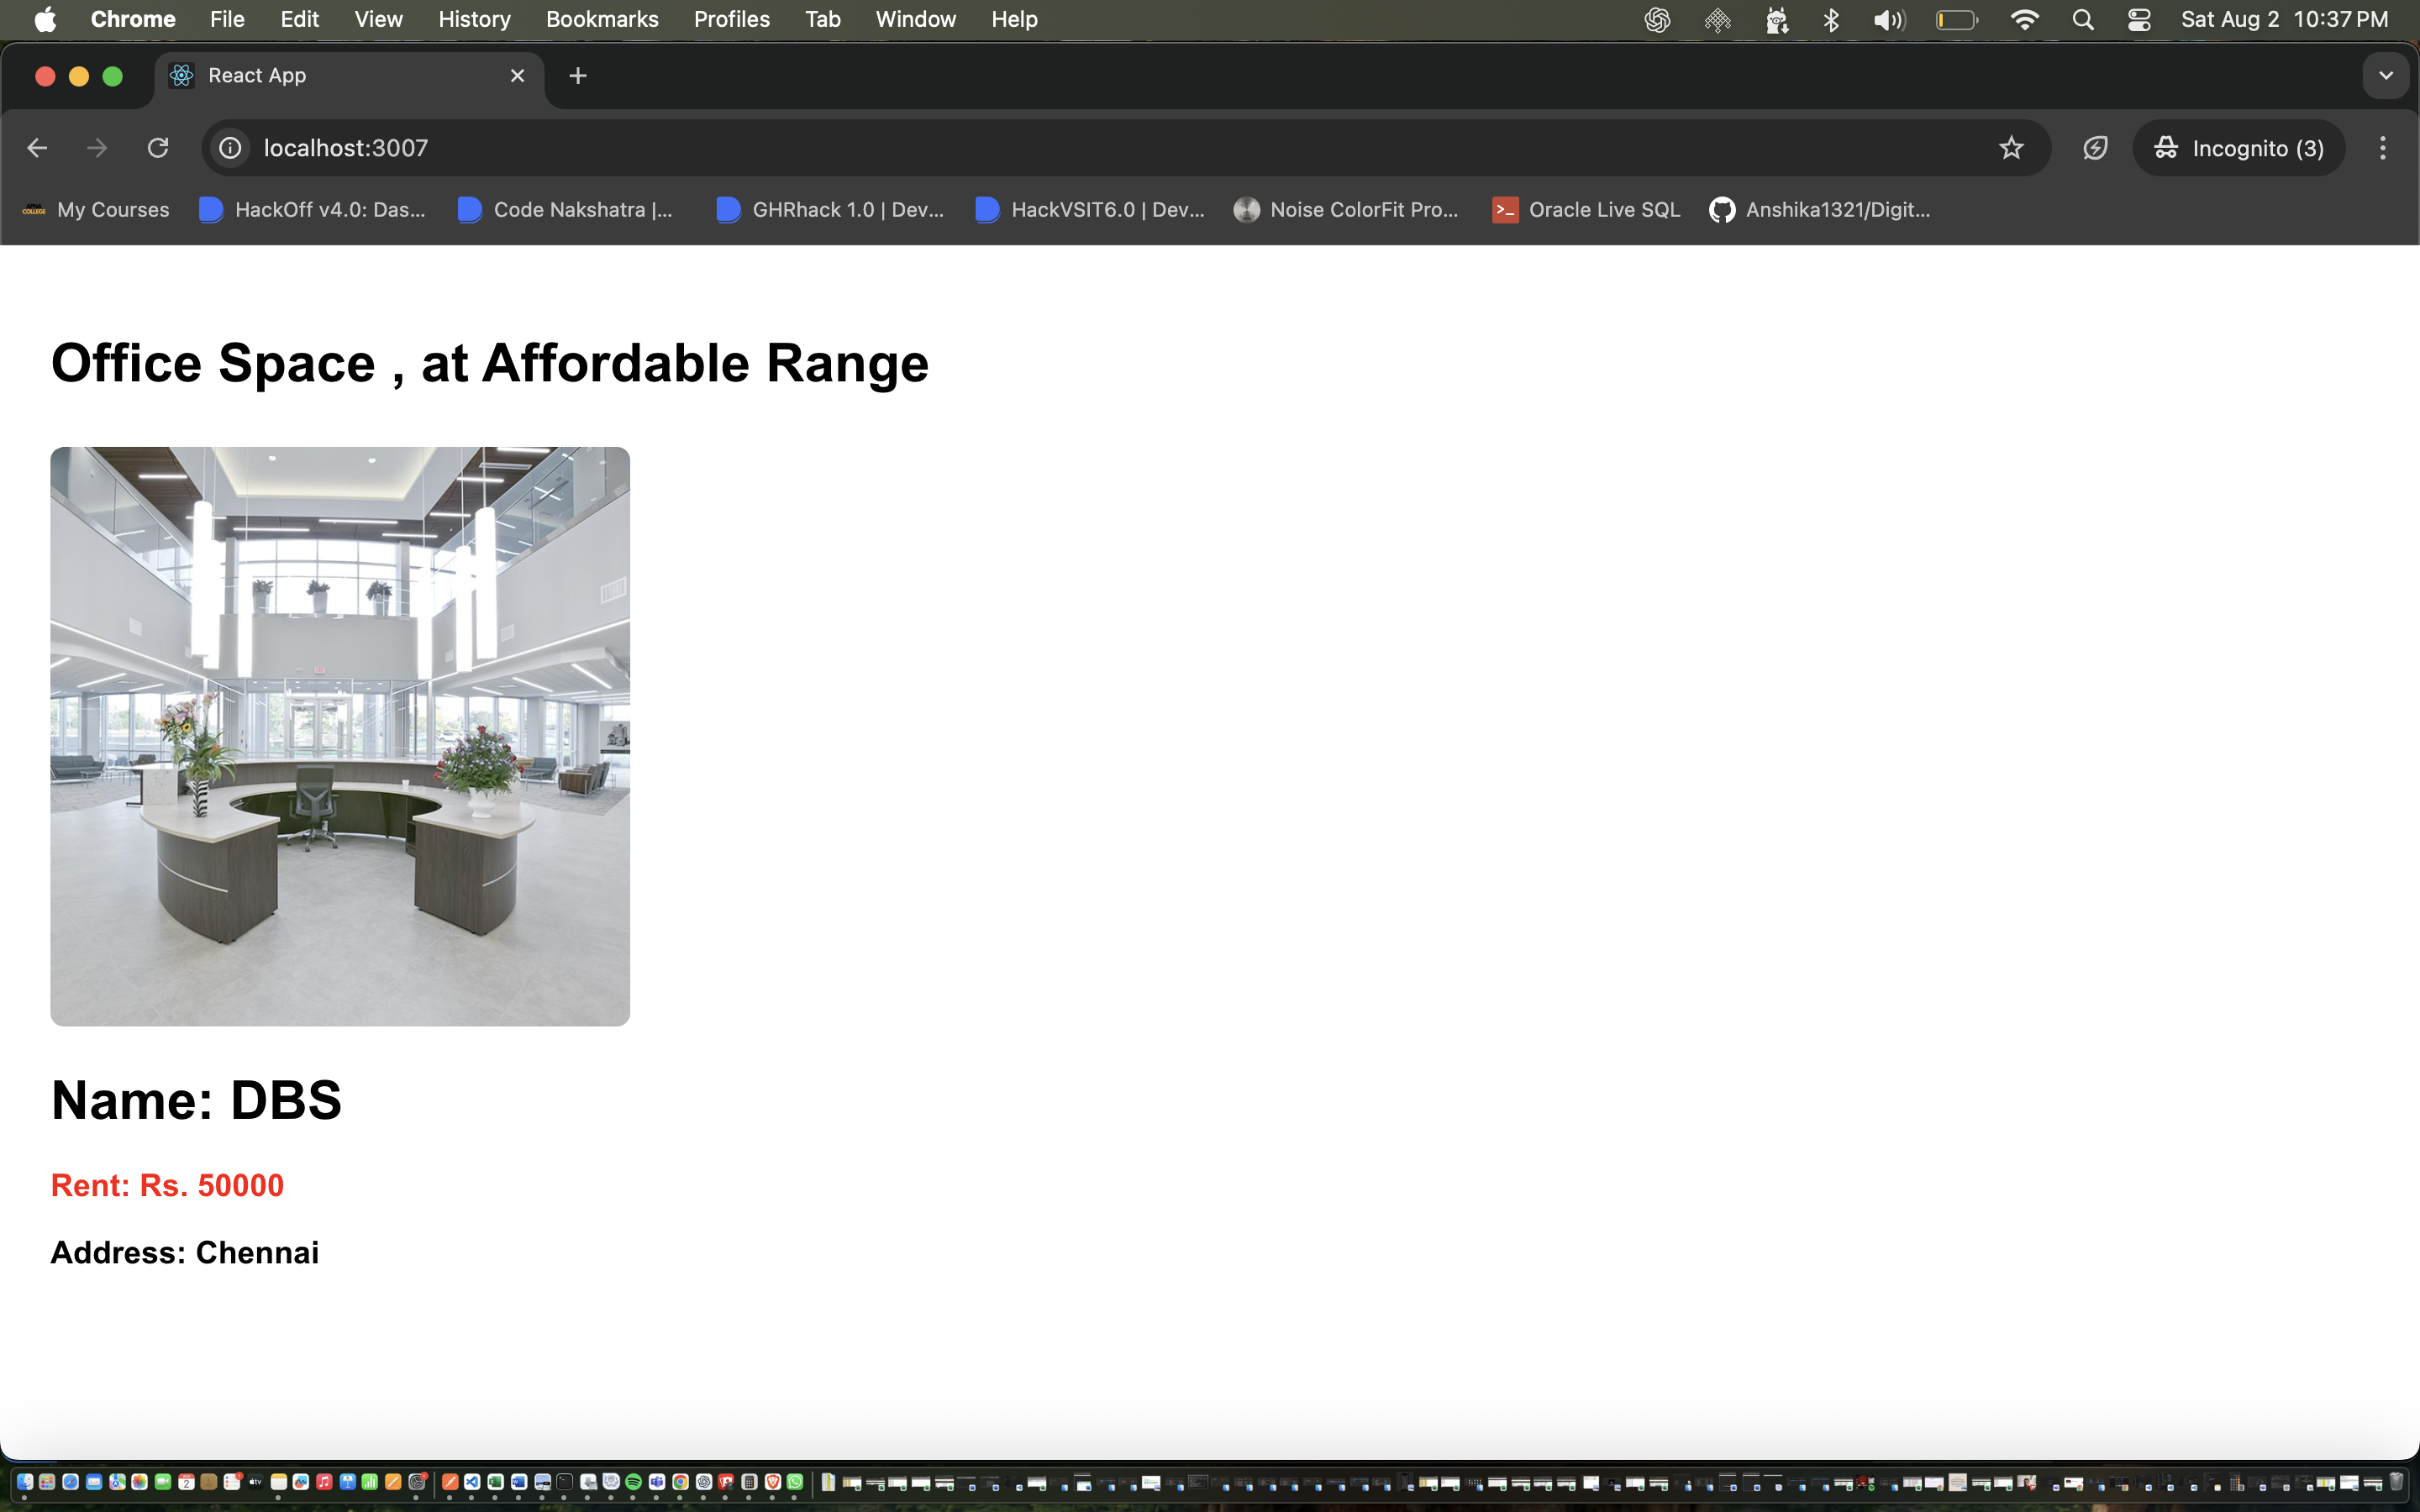 Chrome File Edit View History Bookmarks Profiles Tab Window Help Sat Aug 2 10:37 PM
React App
localhost:3007 Incognito (3)
My Courses HackOff v4.0: Das... Code Nakshatra |... GHRhack 1.0 | Dev... HackVSIT6.0 | Dev... Noise ColorFit Pro... Oracle Live SQL Anshika1321/Digit...
Office Space , at Affordable Range
Name: DBS
Rent: Rs. 50000
Address: Chennai